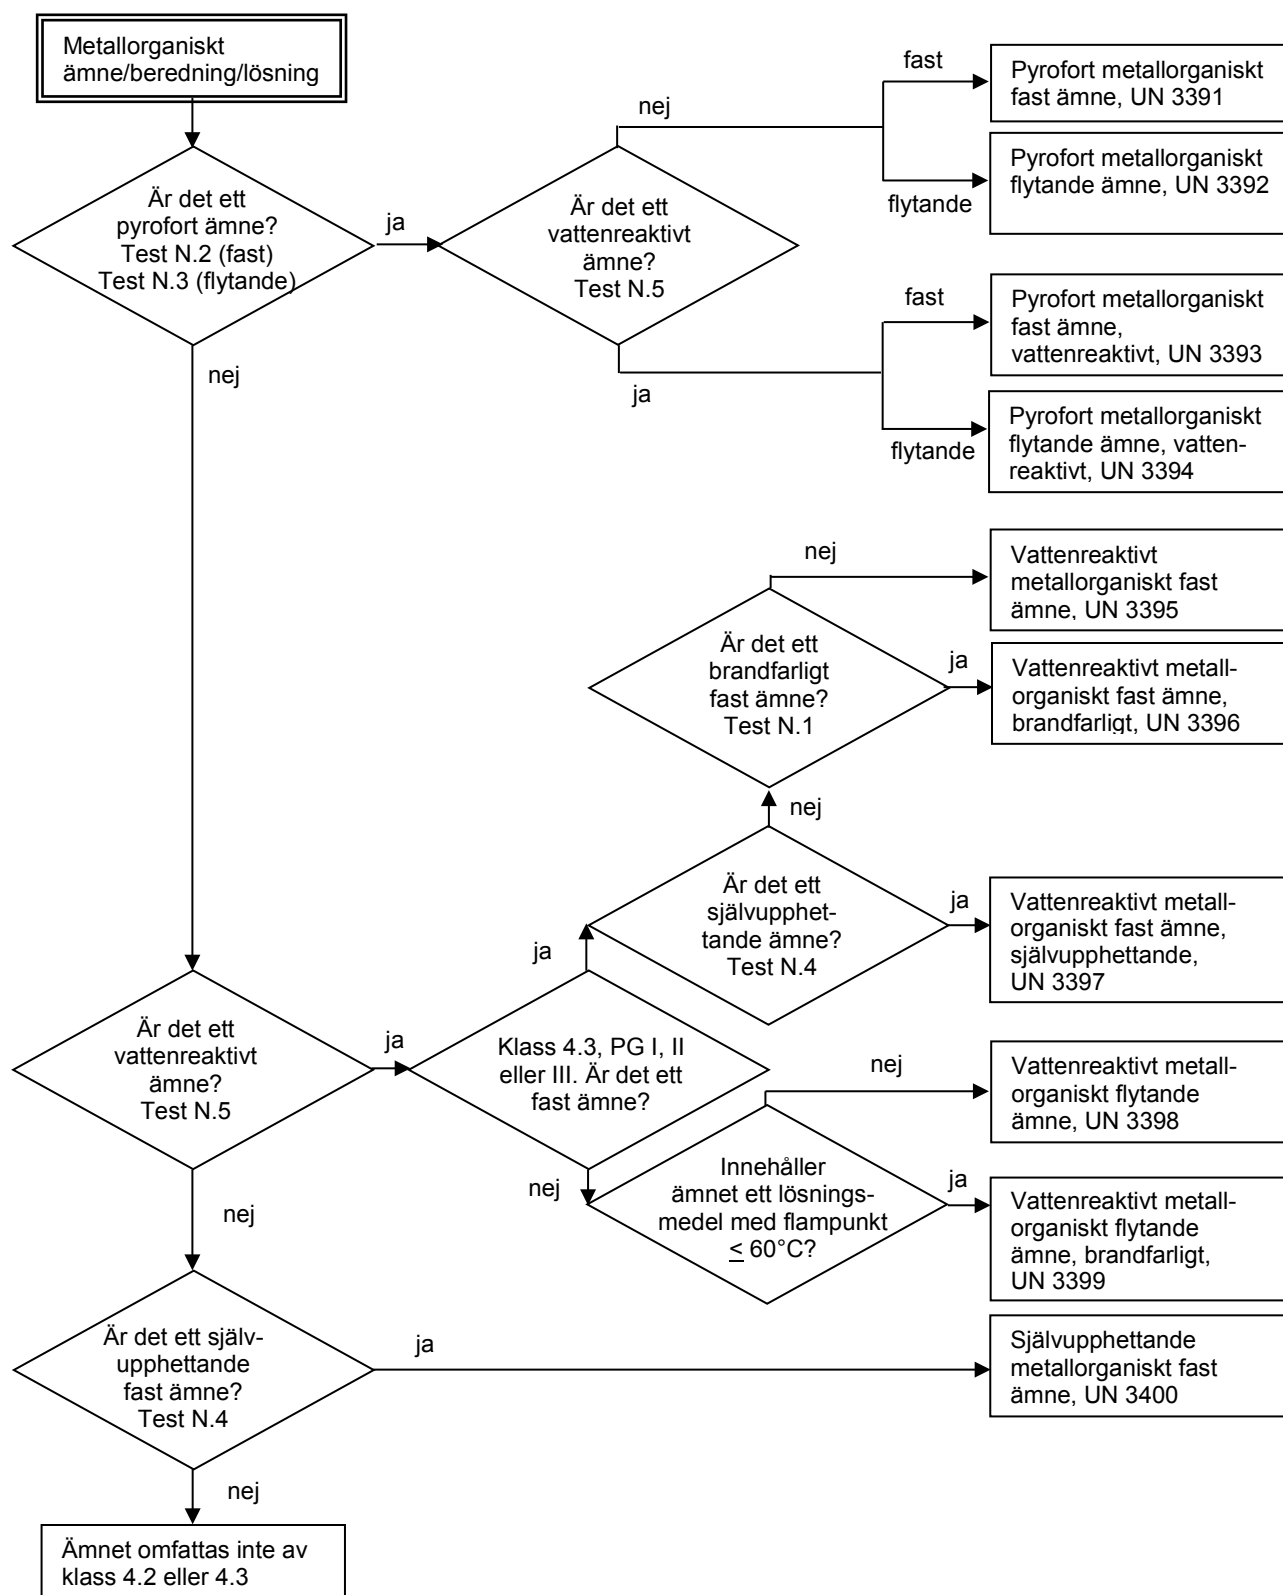 Metallorganiskt
ämne/beredning/lösning
Är det ett
pyrofort ämne?
Test N.2 (fast)
Test N.3 (flytande)
ja
nej
Är det ett
vattenreaktivt
ämne?
Test N.5
nej
fast
Pyrofort metallorganiskt
fast ämne, UN 3391
flytande
Pyrofort metallorganiskt
flytande ämne, UN 3392
ja
fast
Pyrofort metallorganiskt
fast ämne,
vattenreaktivt, UN 3393
flytande
Pyrofort metallorganiskt
flytande ämne, vatten-
reaktivt, UN 3394
nej
Vattenreaktivt
metallorganiskt fast
ämne, UN 3395
Är det ett
brandfarligt
fast ämne?
Test N.1
ja
Vattenreaktivt metall-
organiskt fast ämne,
brandfarligt, UN 3396
nej
Är det ett
självupphet-
tande ämne?
Test N.4
ja
Vattenreaktivt metall-
organiskt fast ämne,
självupphettande,
UN 3397
ja
Är det ett
vattenreaktivt
ämne?
Test N.5
ja
Klass 4.3, PG I, II
eller III. Är det ett
fast ämne?
nej
Vattenreaktivt metall-
organiskt flytande
ämne, UN 3398
nej
Innehåller
ämnet ett lösnings-
medel med flampunkt
≤ 60°C?
ja
Vattenreaktivt metall-
organiskt flytande
ämne, brandfarligt,
UN 3399
nej
Är det ett själv-
upphettande
fast ämne?
Test N.4
ja
Självupphettande
metallorganiskt fast
ämne, UN 3400
nej
Ämnet omfattas inte av
klass 4.2 eller 4.3